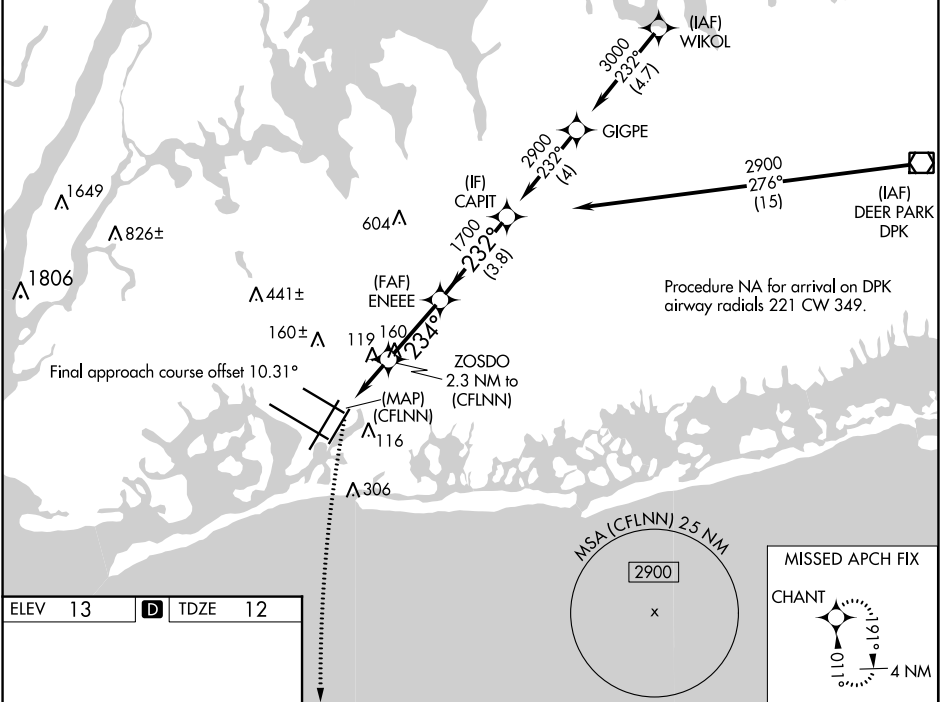 (IAF)
WIKOL
3000
232°
(4.7)
GIGPE
2900
232°
(4)
2900
276°
(15)
(IAF)
DEER PARK
DPK
(IF)
CAPIT
1649
604
826±
1700
232°
(3.8)
1806
441±
(FAF)
ENEEE
Procedure NA for arrival on DPK
airway radials 221 CW 349.
160±
119
160
234°
ZOSDO
2.3 NM to
(CFLNN)
Final approach course offset 10.31°
(MAP)
(CFLNN)
116
306
MSA (CFLNN) 25 NM
2900
x
MISSED APCH FIX
CHANT
191°
011°
4 NM
ELEV 13 D TDZE 12